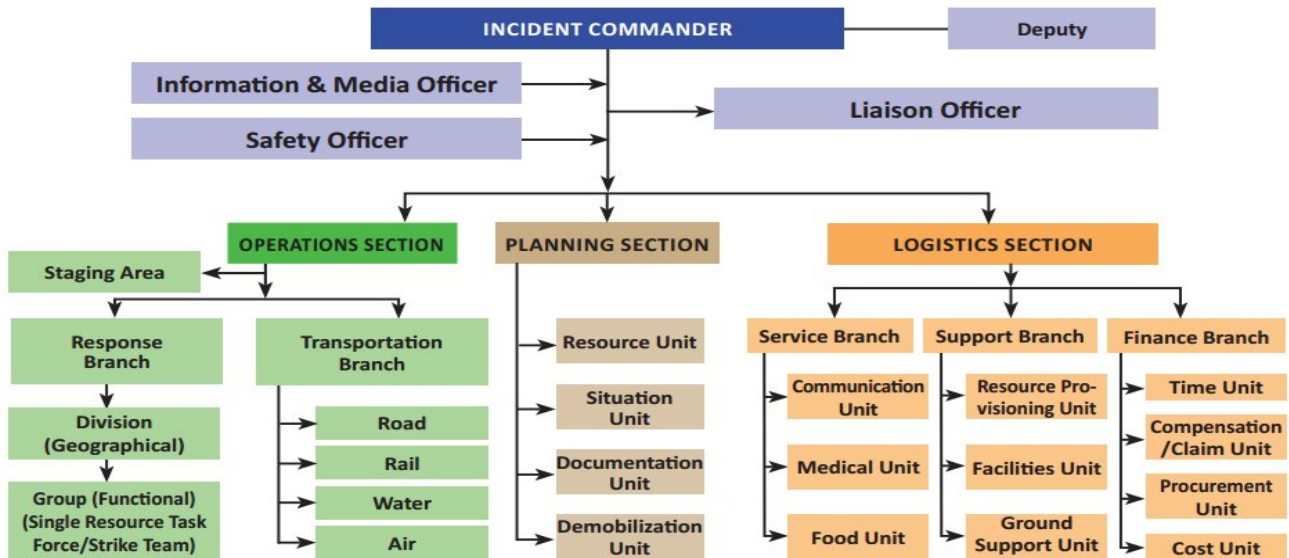 INCIDENT COMMANDER
Deputy
Information & Media Officer
Liaison Officer
Safety Officer
OPERATIONS SECTION
PLANNING SECTION
LOGISTICS SECTION
Staging Area
Response
Branch
Transportation
Branch
Division
(Geographical)
Group (Functional)
(Single Resource Task
Force/Strike Team)
Road
Rail
Water
Air
Resource Unit
Situation
Unit
Documentation
Unit
Demobilization
Unit
Service Branch
Communication
Unit
Medical Unit
Food Unit
Support Branch
Resource Pro-
visioning Unit
Facilities Unit
Ground
Support Unit
Finance Branch
Time Unit
Compensation
/Claim Unit
Procurement
Unit
Cost Unit